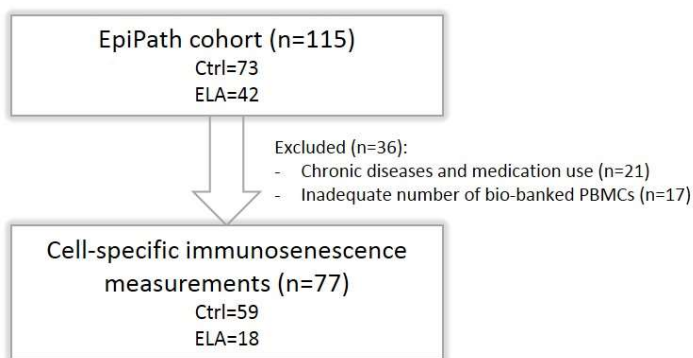 EpiPath cohort (n=115)
Ctrl=73
ELA=42
Excluded (n=36):
- Chronic diseases and medication use (n=21)
- Inadequate number of bio-banked PBMCs (n=17)
Cell-specific immunosenescence
measurements (n=77)
Ctrl=59
ELA=18